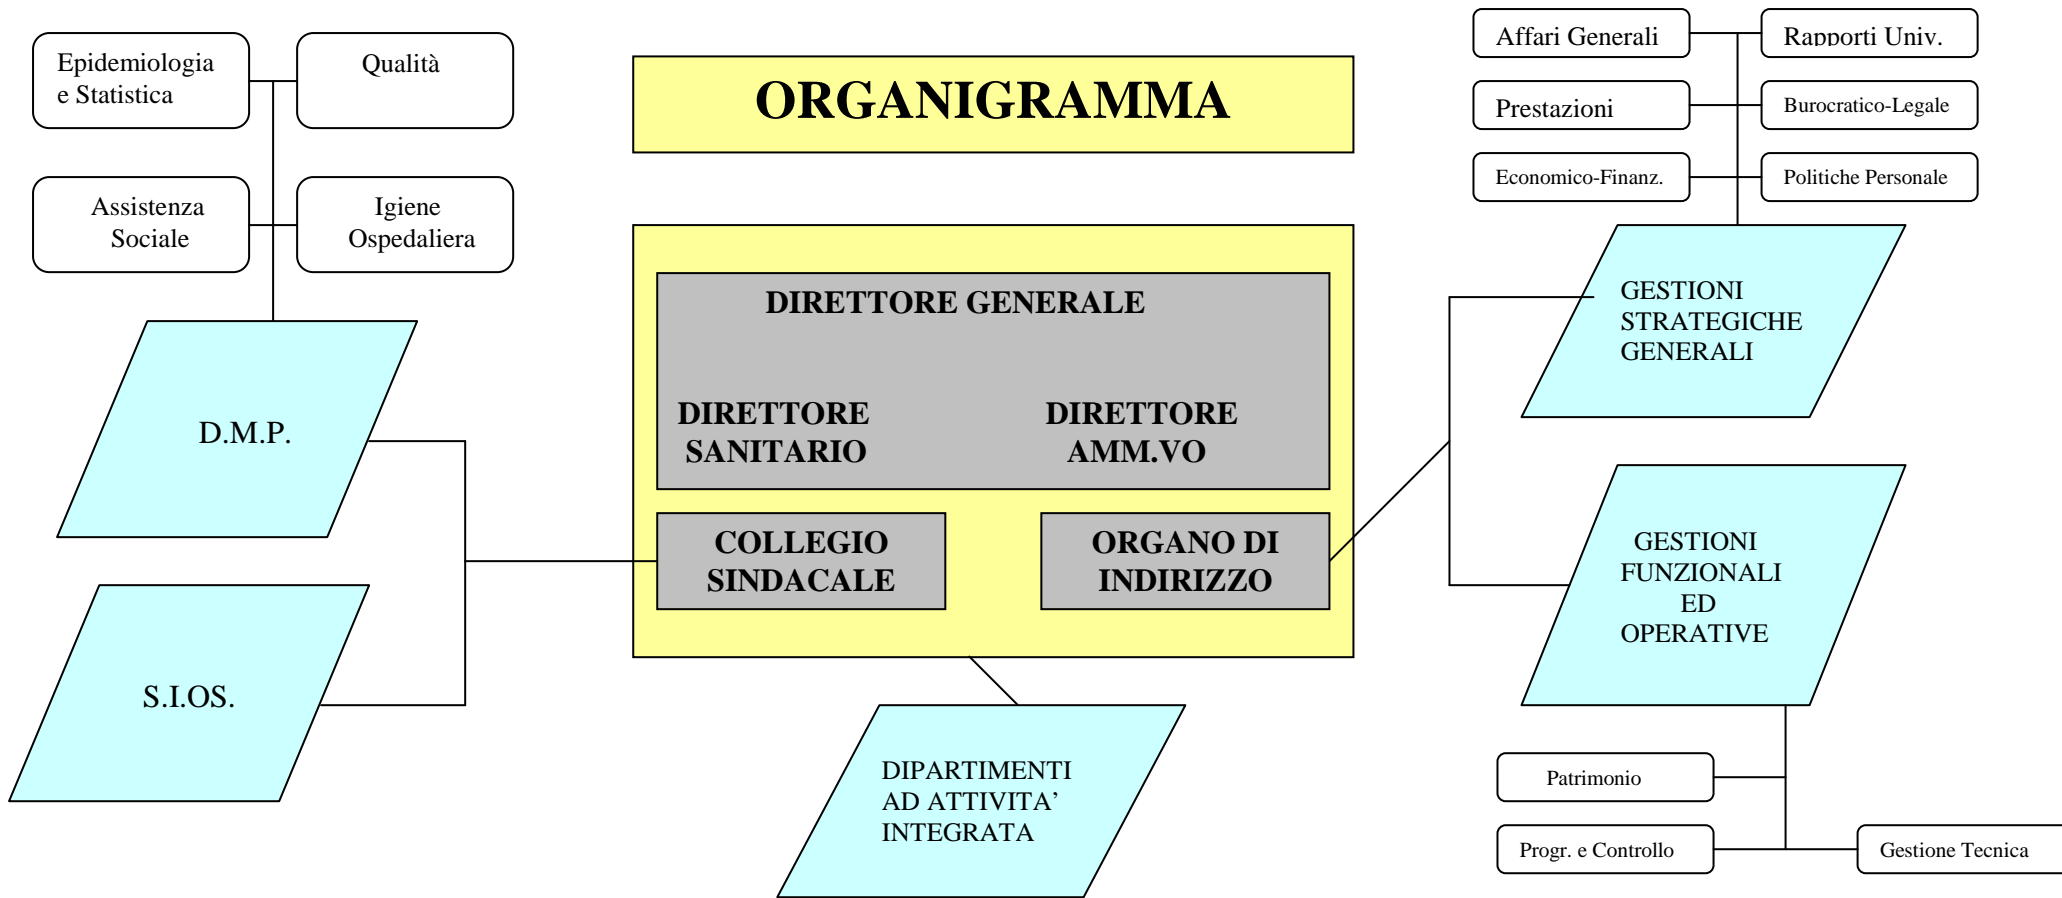 Epidemiologia
e Statistica
Qualità
Assistenza
Sociale
Igiene
Ospedaliera
D.M.P.
S.I.OS.
ORGANIGRAMMA
DIRETTORE GENERALE
DIRETTORE
SANITARIO
DIRETTORE
AMM.VO
COLLEGIO
SINDACALE
ORGANO DI
INDIRIZZO
DIPARTIMENTI
AD ATTIVITA’
INTEGRATA
Affari Generali
Rapporti Univ.
Prestazioni
Burocratico-Legale
Economico-Finanz.
Politiche Personale
GESTIONI
STRATEGICHE
GENERALI
GESTIONI
FUNZIONALI
ED
OPERATIVE
Patrimonio
Progr. e Controllo
Gestione Tecnica